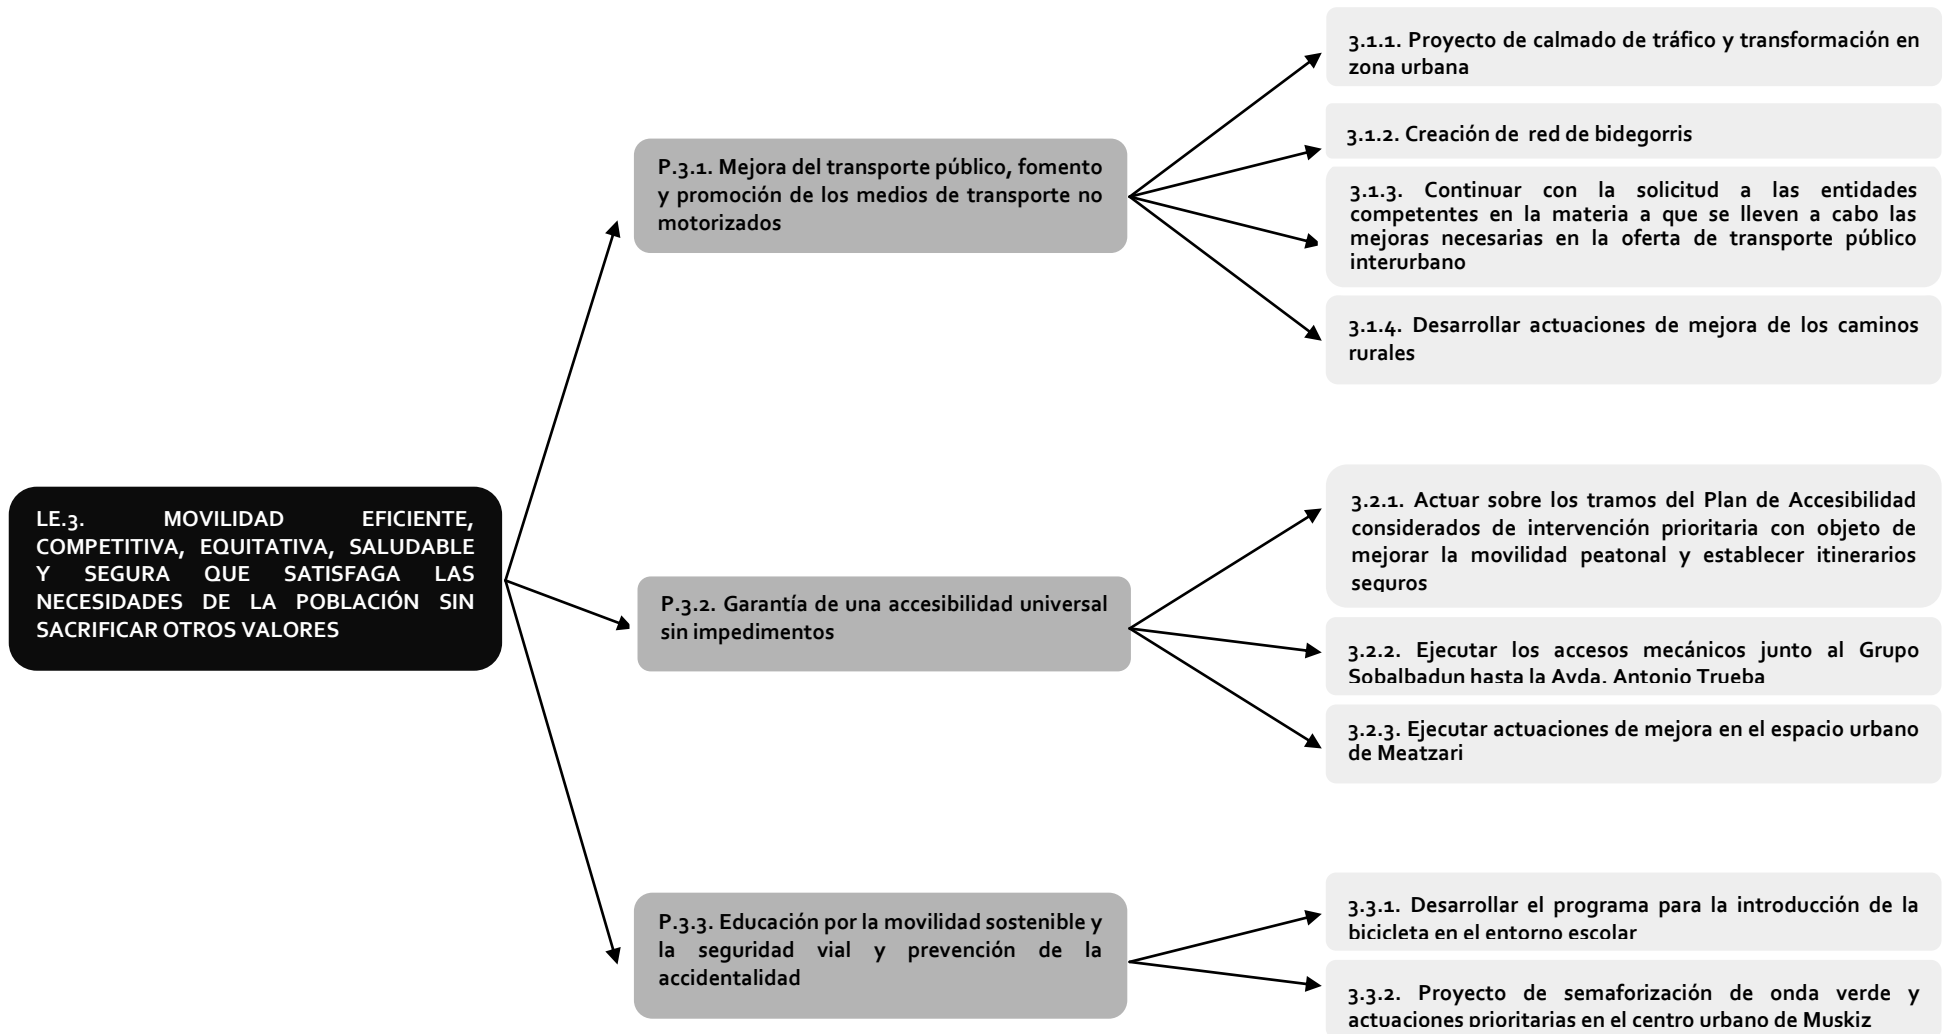 LE.3. MOVILIDAD EFICIENTE,
COMPETITIVA, EQUITATIVA, SALUDABLE
Y SEGURA QUE SATISFAGA LAS
NECESIDADES DE LA POBLACIÓN SIN
SACRIFICAR OTROS VALORES
P.3.1. Mejora del transporte público, fomento
y promoción de los medios de transporte no
motorizados
3.1.1. Proyecto de calmado de tráfico y transformación en
zona urbana
3.1.2. Creación de red de bidegorris
3.1.3. Continuar con la solicitud a las entidades
competentes en la materia a que se lleven a cabo las
mejoras necesarias en la oferta de transporte público
interurbano
3.1.4. Desarrollar actuaciones de mejora de los caminos
rurales
P.3.2. Garantía de una accesibilidad universal
sin impedimentos
3.2.1. Actuar sobre los tramos del Plan de Accesibilidad
considerados de intervención prioritaria con objeto de
mejorar la movilidad peatonal y establecer itinerarios
seguros
3.2.2. Ejecutar los accesos mecánicos junto al Grupo
Sobalbadun hasta la Avda. Antonio Trueba
3.2.3. Ejecutar actuaciones de mejora en el espacio urbano
de Meatzari
P.3.3. Educación por la movilidad sostenible y
la seguridad vial y prevención de la
accidentalidad
3.3.1. Desarrollar el programa para la introducción de la
bicicleta en el entorno escolar
3.3.2. Proyecto de semaforización de onda verde y
actuaciones prioritarias en el centro urbano de Muskiz